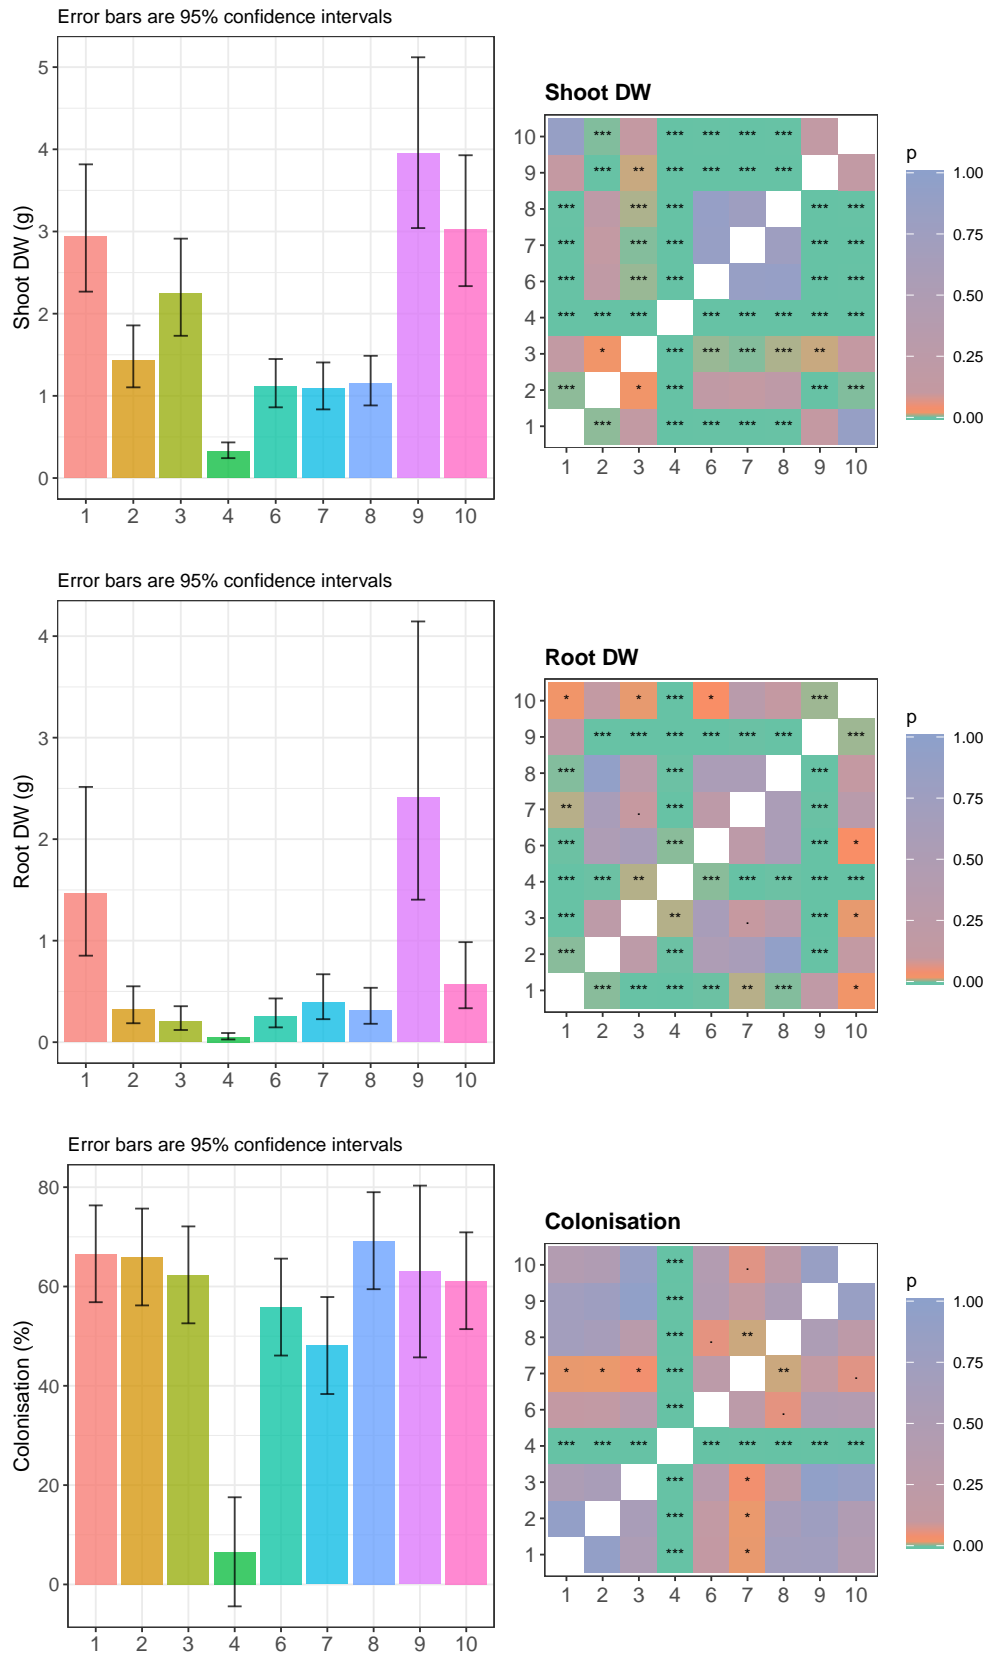 Error bars are 95% confidence intervals
Shoot DW (g)
5
4
3
2
1
0
1 2 3 4 6 7 8 9 10
Shoot DW
10 *** *** *** *** ***
9 *** ** *** *** *** ***
8 *** *** *** *** ***
7 *** *** *** *** ***
6 *** *** *** *** ***
4 *** *** *** *** *** *** *** ***
3 * *** *** *** *** **
2 *** * *** *** ***
1 *** *** *** *** ***
1 2 3 4 6 7 8 9 10
p
1.00
0.75
0.50
0.25
0.00
Error bars are 95% confidence intervals
Root DW (g)
4
3
2
1
0
1 2 3 4 6 7 8 9 10
Root DW
10 * * *** * ***
9 *** *** *** *** *** *** ***
8 *** *** ***
7 ** . *** ***
6 *** *** *** *
4 *** *** ** *** *** *** *** ***
3 *** ** . *** *
2 *** *** ***
1 *** *** *** *** ** *** *
1 2 3 4 6 7 8 9 10
p
1.00
0.75
0.50
0.25
0.00
Error bars are 95% confidence intervals
Colonisation (%)
80
60
40
20
0
1 2 3 4 6 7 8 9 10
Colonisation
10 *** .
9 ***
8 *** . **
7 * * * *** ** .
6 *** .
4 *** *** *** *** *** *** *** ***
3 *** *
2 *** *
1 *** *
1 2 3 4 6 7 8 9 10
p
1.00
0.75
0.50
0.25
0.00